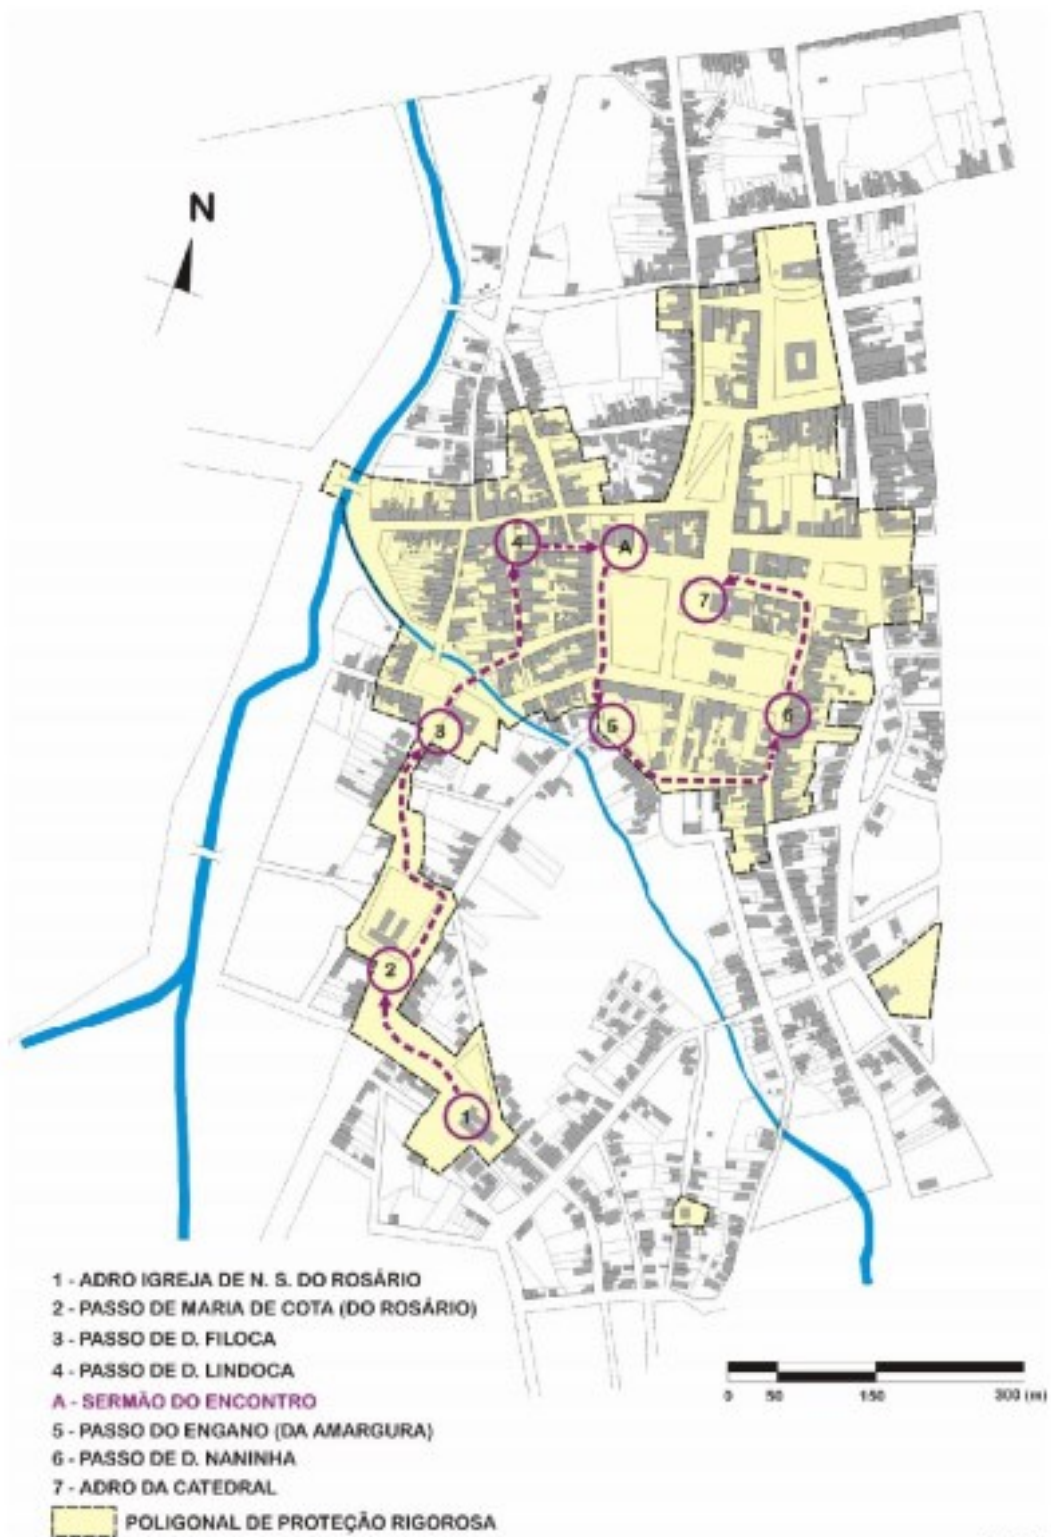 N
4
A
7
3
5
6
2
1
1 - ADRO IGREJA DE N. S. DO ROSÁRIO
2 - PASSO DE MARIA DE COTA (DO ROSÁRIO)
3 - PASSO DE D. FILOCA
4 - PASSO DE D. LINDOCA
A - SERMÃO DO ENCONTRO
5 - PASSO DO ENGANO (DA AMARGURA)
6 - PASSO DE D. NANINHA
7 - ADRO DA CATEDRAL
POLIGONAL DE PROTEÇÃO RIGOROSA
0 50 150 300 (m)